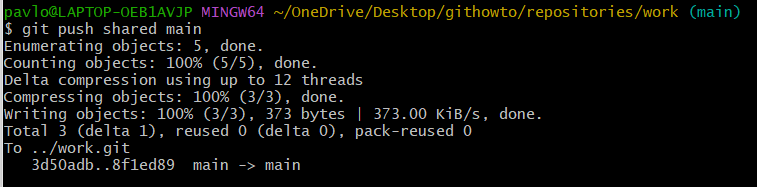 pavlo@LAPTOP-OEB1AVJP MINGW64 ~/OneDrive/Desktop/githowto/repositories/work (main)
$ git push shared main
Enumerating objects: 5, done.
Counting objects: 100% (5/5), done.
Delta compression using up to 12 threads
Compressing objects: 100% (3/3), done.
Writing objects: 100% (3/3), 373 bytes | 373.00 KiB/s, done.
Total 3 (delta 1), reused 0 (delta 0), pack-reused 0
To ../work.git
   3d50adb..8f1ed89  main -> main